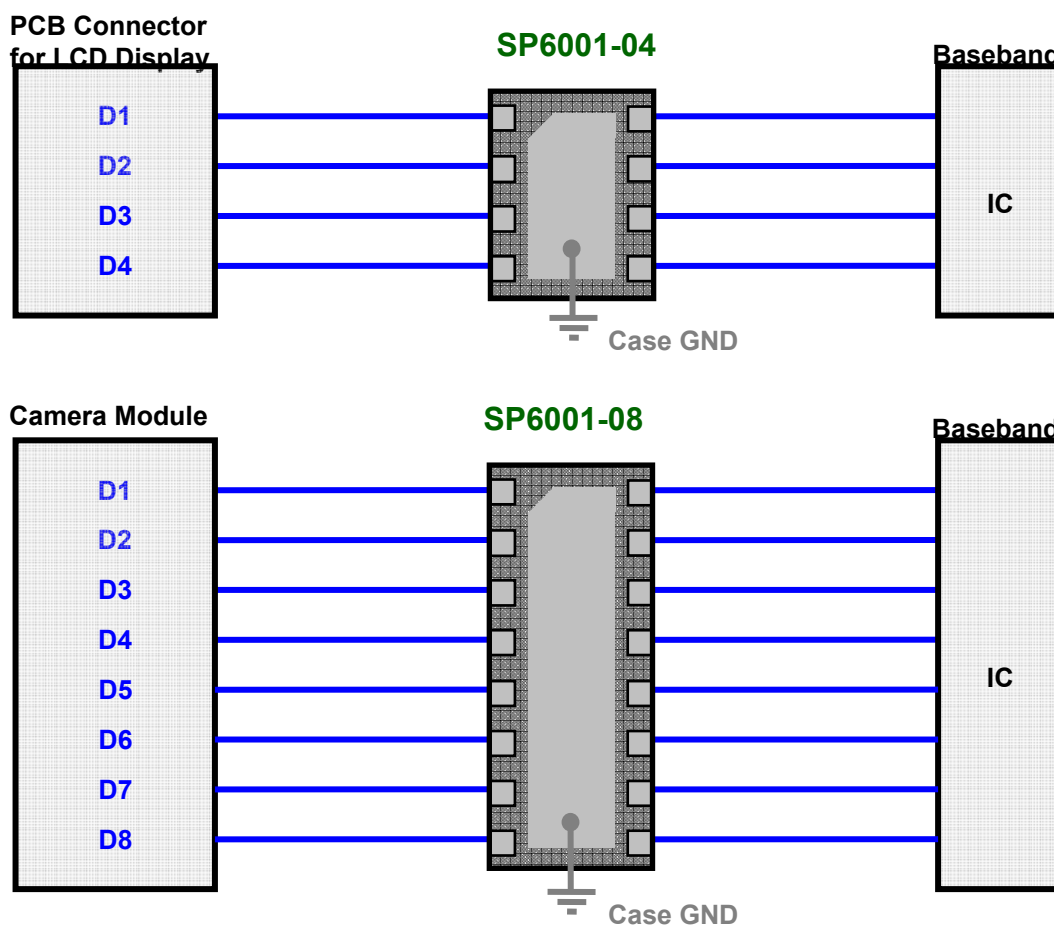 PCB Connector
for LCD Display
SP6001-04
Baseband
D1
D2
D3
D4
IC
Case GND
Camera Module
SP6001-08
Baseband
D1
D2
D3
D4
D5
D6
D7
D8
IC
Case GND